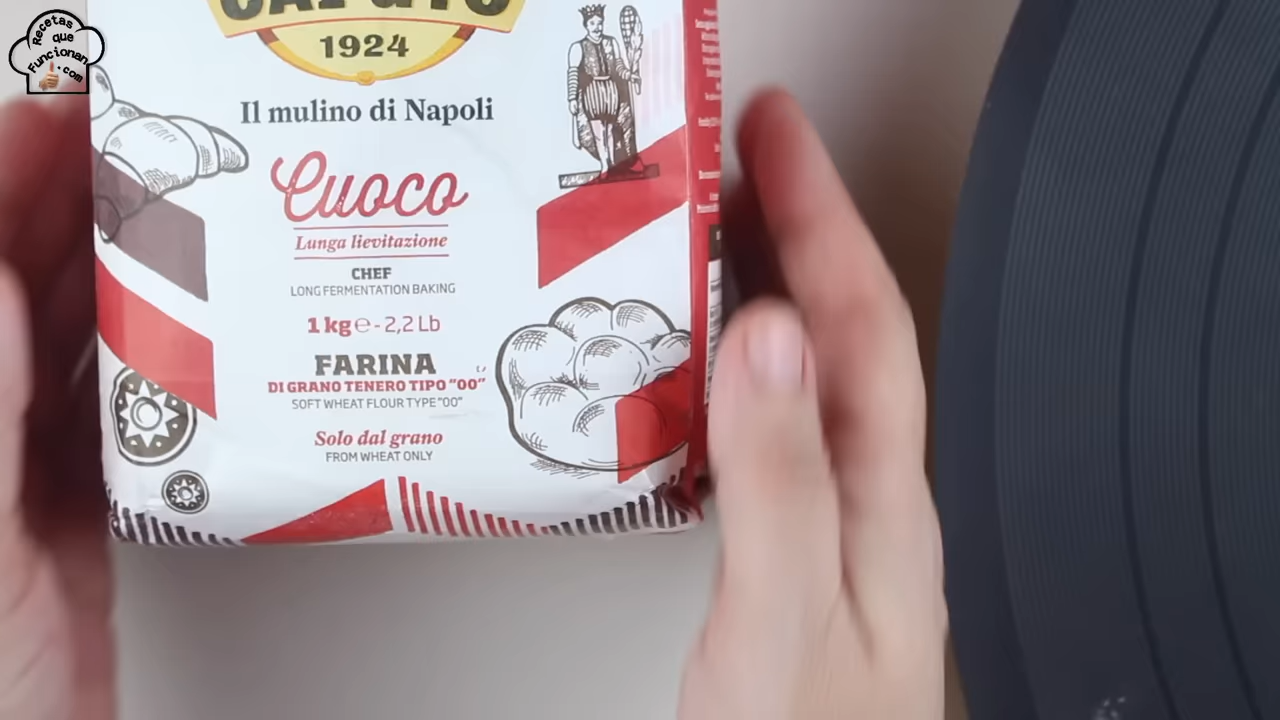 Recetas
que
Funcionan
.com
CAPUTO
1924
Il mulino di Napoli
Cuoco
Lunga lievitazione
CHEF
LONG FERMENTATION BAKING
1 kg e - 2,2 Lb
FARINA
DI GRANO TENERO TIPO "00"
SOFT WHEAT FLOUR TYPE "00"
Solo dal grano
FROM WHEAT ONLY